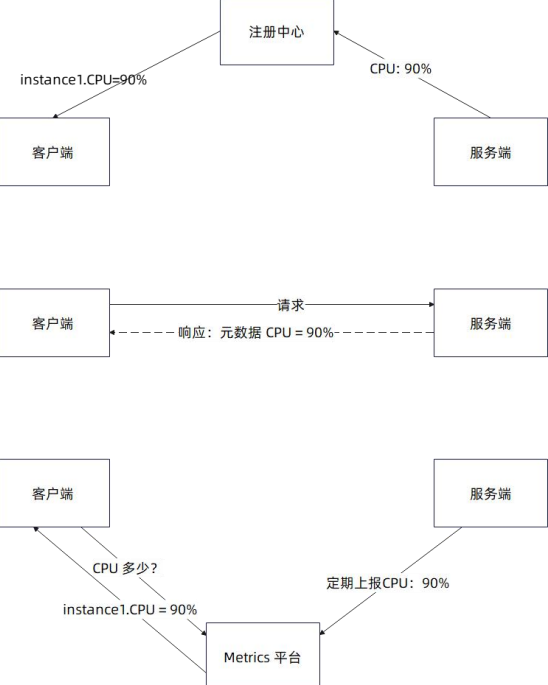 注册中心
instance1.CPU=90%
CPU: 90%
客户端
服务端
客户端
请求
响应：元数据 CPU = 90%
服务端
客户端
服务端
CPU 多少？
定期上报CPU：90%
instance1.CPU = 90%
Metrics 平台